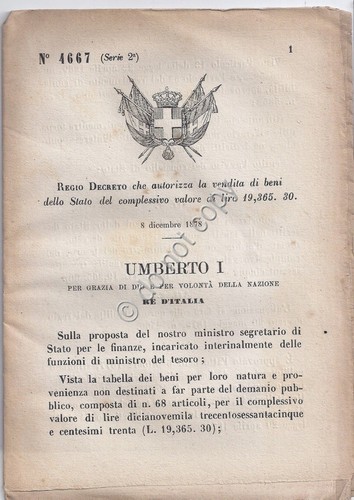 N° 4667 (Serie 2ª)
1
REGIO DECRETO che autorizza la vendita di beni
dello Stato del complessivo valore di lire 19,365. 30.
8 dicembre 1878
UMBERTO I
PER GRAZIA DI DIO E PER VOLONTÀ DELLA NAZIONE
RE D'ITALIA
Sulla proposta del nostro ministro segretario di
Stato per le finanze, incaricato interinalmente delle
funzioni di ministro del tesoro;
Vista la tabella dei beni per loro natura e pro-
venienza non destinati a far parte del demanio pub-
blico, composta di n. 68 articoli, per il complessivo
valore di lire dicianovemila trecentosessantacinque
e centesimi trenta (L. 19,365. 30);
do not copy